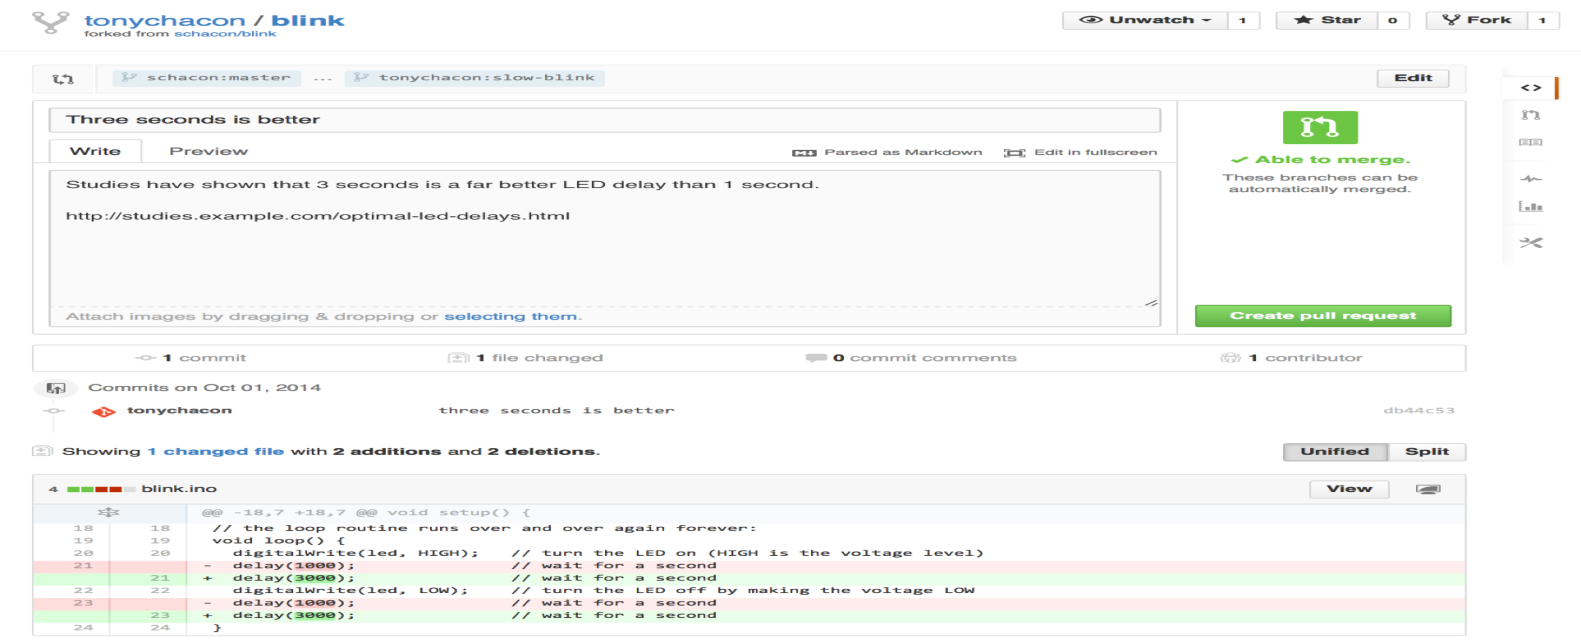 tonychacon / blink
forked from schacon/blink
Unwatch 1 Star 0 Fork 1
schacon:master ... tonychacon:slow-blink Edit
Three seconds is better
Write Preview Parsed as Markdown Edit in fullscreen
Studies have shown that 3 seconds is a far better LED delay than 1 second.
http://studies.example.com/optimal-led-delays.html
Attach images by dragging & dropping or selecting them.
Able to merge.
These branches can be
automatically merged.
Create pull request
1 commit 1 file changed 0 commit comments 1 contributor
Commits on Oct 01, 2014
tonychacon three seconds is better db44c53
Showing 1 changed file with 2 additions and 2 deletions. Unified Split
4 blink.ino View
@@ -18,7 +18,7 @@ void setup() {
18 18 // the loop routine runs over and over again forever:
19 19 void loop() {
20 20 digitalWrite(led, HIGH); // turn the LED on (HIGH is the voltage level)
21 - delay(1000); // wait for a second
21 + delay(3000); // wait for a second
22 22 digitalWrite(led, LOW); // turn the LED off by making the voltage LOW
23 - delay(1000); // wait for a second
23 + delay(3000); // wait for a second
24 24 }